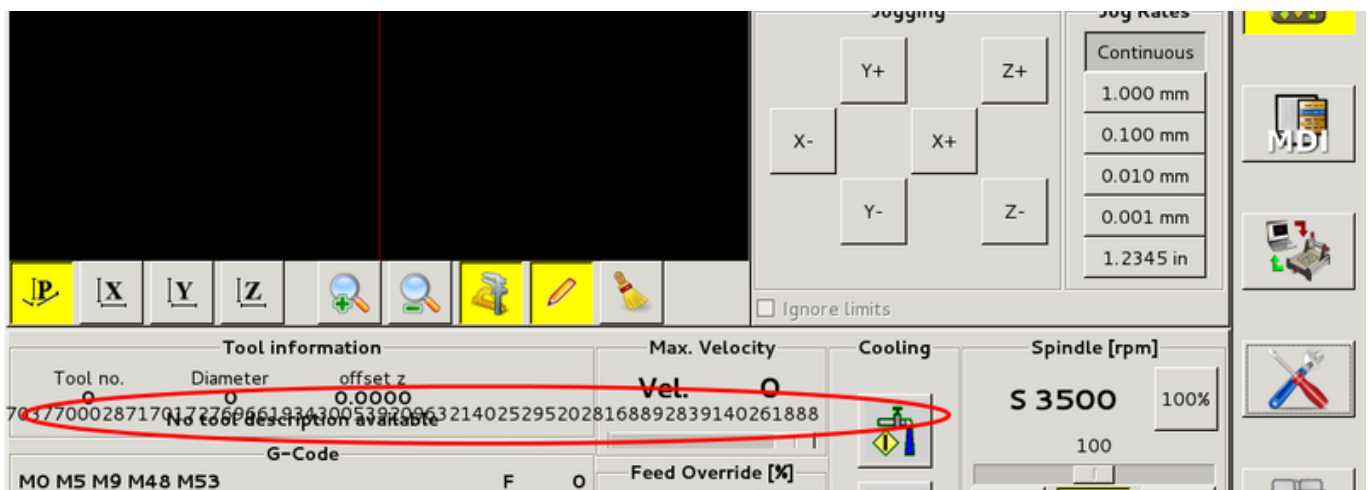 Jogging
Jog Rates
Continuous
Y+
Z+
1.000 mm
MDI
X-
X+
0.100 mm
0.010 mm
Y-
Z-
0.001 mm
1.2345 in
P
X
Y
Z
Ignore limits
Tool information
Max. Velocity
Cooling
Spindle [rpm]
Tool no.
Diameter
offset z
0
0
0.0000
Vel.
0
S 3500
100%
No tool description available
100
G-Code
M0 M5 M9 M48 M53
F
0
Feed Override [%]